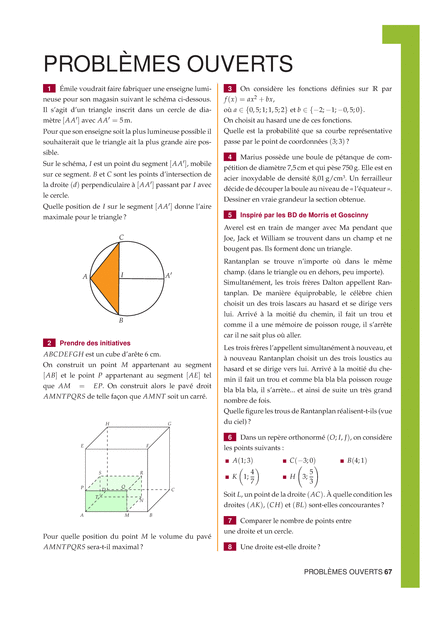 PROBLÈMES OUVERTS
1 Émile voudrait faire fabriquer une enseigne lumi-
neuse pour son magasin suivant le schéma ci-dessous.
Il s'agit d'un triangle inscrit dans un cercle de dia-
mètre [AA′] avec AA′ = 5 m.
Pour que son enseigne soit la plus lumineuse possible il
souhaiterait que le triangle ait la plus grande aire pos-
sible.
Sur le schéma, I est un point du segment [AA′], mobile
sur ce segment. B et C sont les points d'intersection de
la droite (d) perpendiculaire à [AA′] passant par I avec
le cercle.
Quelle position de I sur le segment [AA′] donne l'aire
maximale pour le triangle ?
C
A I A′
B
2 Prendre des initiatives
ABCDEFGH est un cube d'arête 6 cm.
On construit un point M appartenant au segment
[AB] et le point P appartenant au segment [AE] tel
que AM = EP. On construit alors le pavé droit
AMNTPQRS de telle façon que AMNT soit un carré.
H G
E F
S R
P Q
D C
T N
A M B
Pour quelle position du point M le volume du pavé
AMNTPQRS sera-t-il maximal ?
3 On considère les fonctions définies sur ℝ par
f(x) = ax² + bx,
où a ∈ {0,5; 1; 1,5; 2} et b ∈ {−2; −1; −0,5; 0}.
On choisit au hasard une de ces fonctions.
Quelle est la probabilité que sa courbe représentative
passe par le point de coordonnées (3; 3) ?
4 Marius possède une boule de pétanque de com-
pétition de diamètre 7,5 cm et qui pèse 750 g. Elle est en
acier inoxydable de densité 8,01 g/cm³. Un ferrailleur
décide de découper la boule au niveau de « l'équateur ».
Dessiner en vraie grandeur la section obtenue.
5 Inspiré par les BD de Morris et Goscinny
Averel est en train de manger avec Ma pendant que
Joe, Jack et William se trouvent dans un champ et ne
bougent pas. Ils forment donc un triangle.
Rantanplan se trouve n'importe où dans le même
champ. (dans le triangle ou en dehors, peu importe).
Simultanément, les trois frères Dalton appellent Ran-
tanplan. De manière équiprobable, le célèbre chien
choisit un des trois lascars au hasard et se dirige vers
lui. Arrivé à la moitié du chemin, il fait un trou et
comme il a une mémoire de poisson rouge, il s'arrête
car il ne sait plus où aller.
Les trois frères l'appellent simultanément à nouveau, et
à nouveau Rantanplan choisit un des trois loustics au
hasard et se dirige vers lui. Arrivé à la moitié du che-
min il fait un trou et comme bla bla bla poisson rouge
bla bla bla, il s'arrête... et ainsi de suite un très grand
nombre de fois.
Quelle figure les trous de Rantanplan réalisent-t-ils (vue
du ciel) ?
6 Dans un repère orthonormé (O; I, J), on considère
les points suivants :
■ A(1; 3) ■ C(−3; 0) ■ B(4; 1)
■ K (1; 4/7) ■ H (3; 5/3)
Soit L, un point de la droite (AC). À quelle condition les
droites (AK), (CH) et (BL) sont-elles concourantes ?
7 Comparer le nombre de points entre
une droite et un cercle.
8 Une droite est-elle droite ?
PROBLÈMES OUVERTS 67